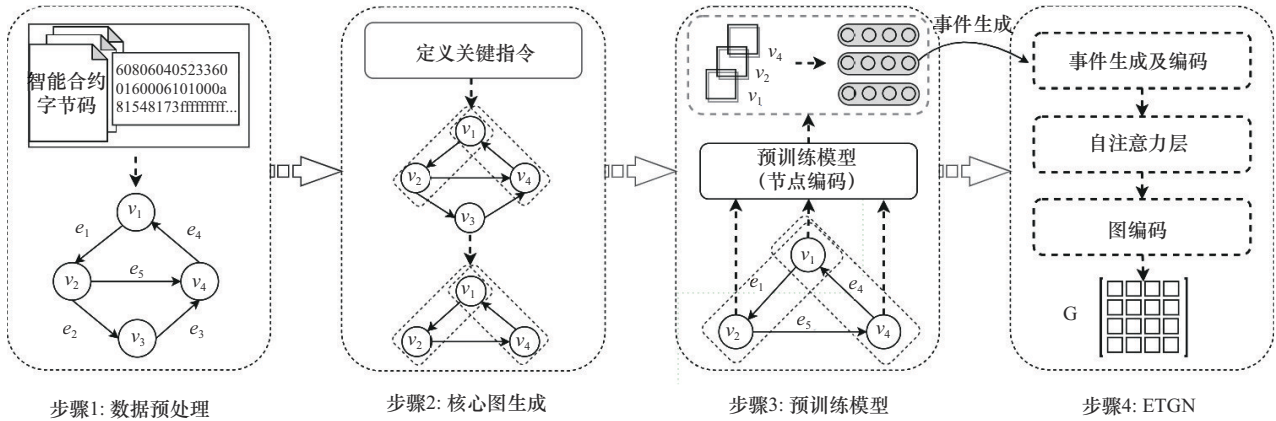 智能合约
字节码
60806040523360
0160006101000a
81548173ffffffff...
v1
e1
e4
v2
e5
v4
e2
v3
e3
步骤1: 数据预处理
定义关键指令
v1
v2
v4
v3
v1
v2
v4
步骤2: 核心图生成
v4
v2
v1
预训练模型
(节点编码)
v1
e1
e4
v2
e5
v4
步骤3: 预训练模型
事件生成
事件生成及编码
自注意力层
图编码
G
步骤4: ETGN